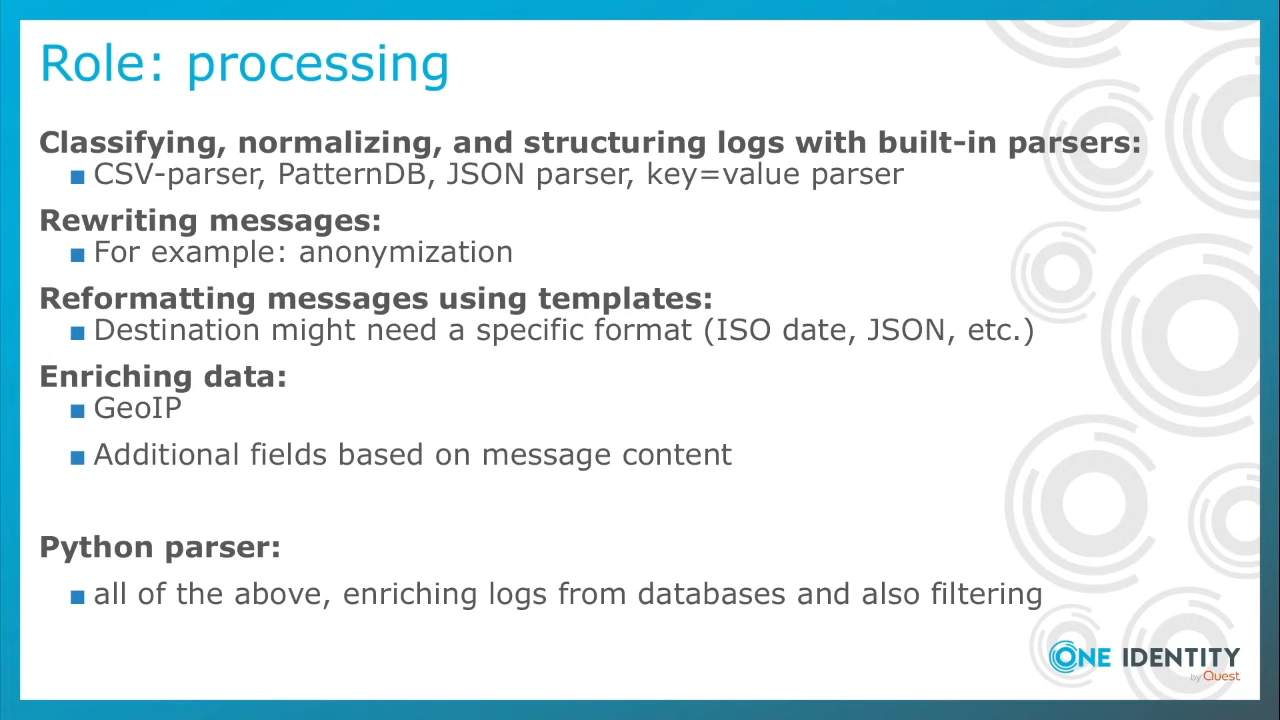 Role: processing
Classifying, normalizing, and structuring logs with built-in parsers:
■ CSV-parser, PatternDB, JSON parser, key=value parser
Rewriting messages:
■ For example: anonymization
Reformatting messages using templates:
■ Destination might need a specific format (ISO date, JSON, etc.)
Enriching data:
■ GeoIP
■ Additional fields based on message content
Python parser:
■ all of the above, enriching logs from databases and also filtering
ONE IDENTITY
by Quest